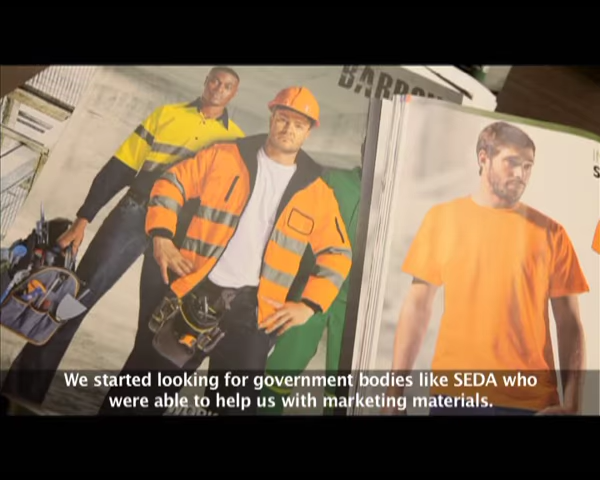 We started looking for government bodies like SEDA who
were able to help us with marketing materials.